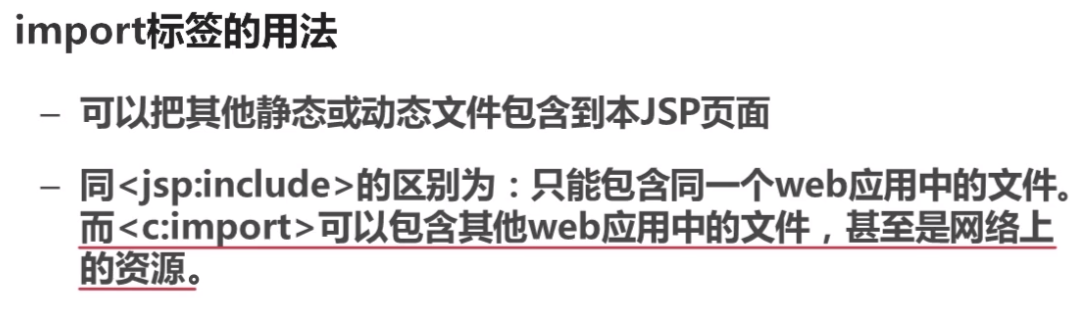 import标签的用法
– 可以把其他静态或动态文件包含到本JSP页面
– 同<jsp:include>的区别为：只能包含同一个web应用中的文件。
而<c:import>可以包含其他web应用中的文件，甚至是网络上
的资源。